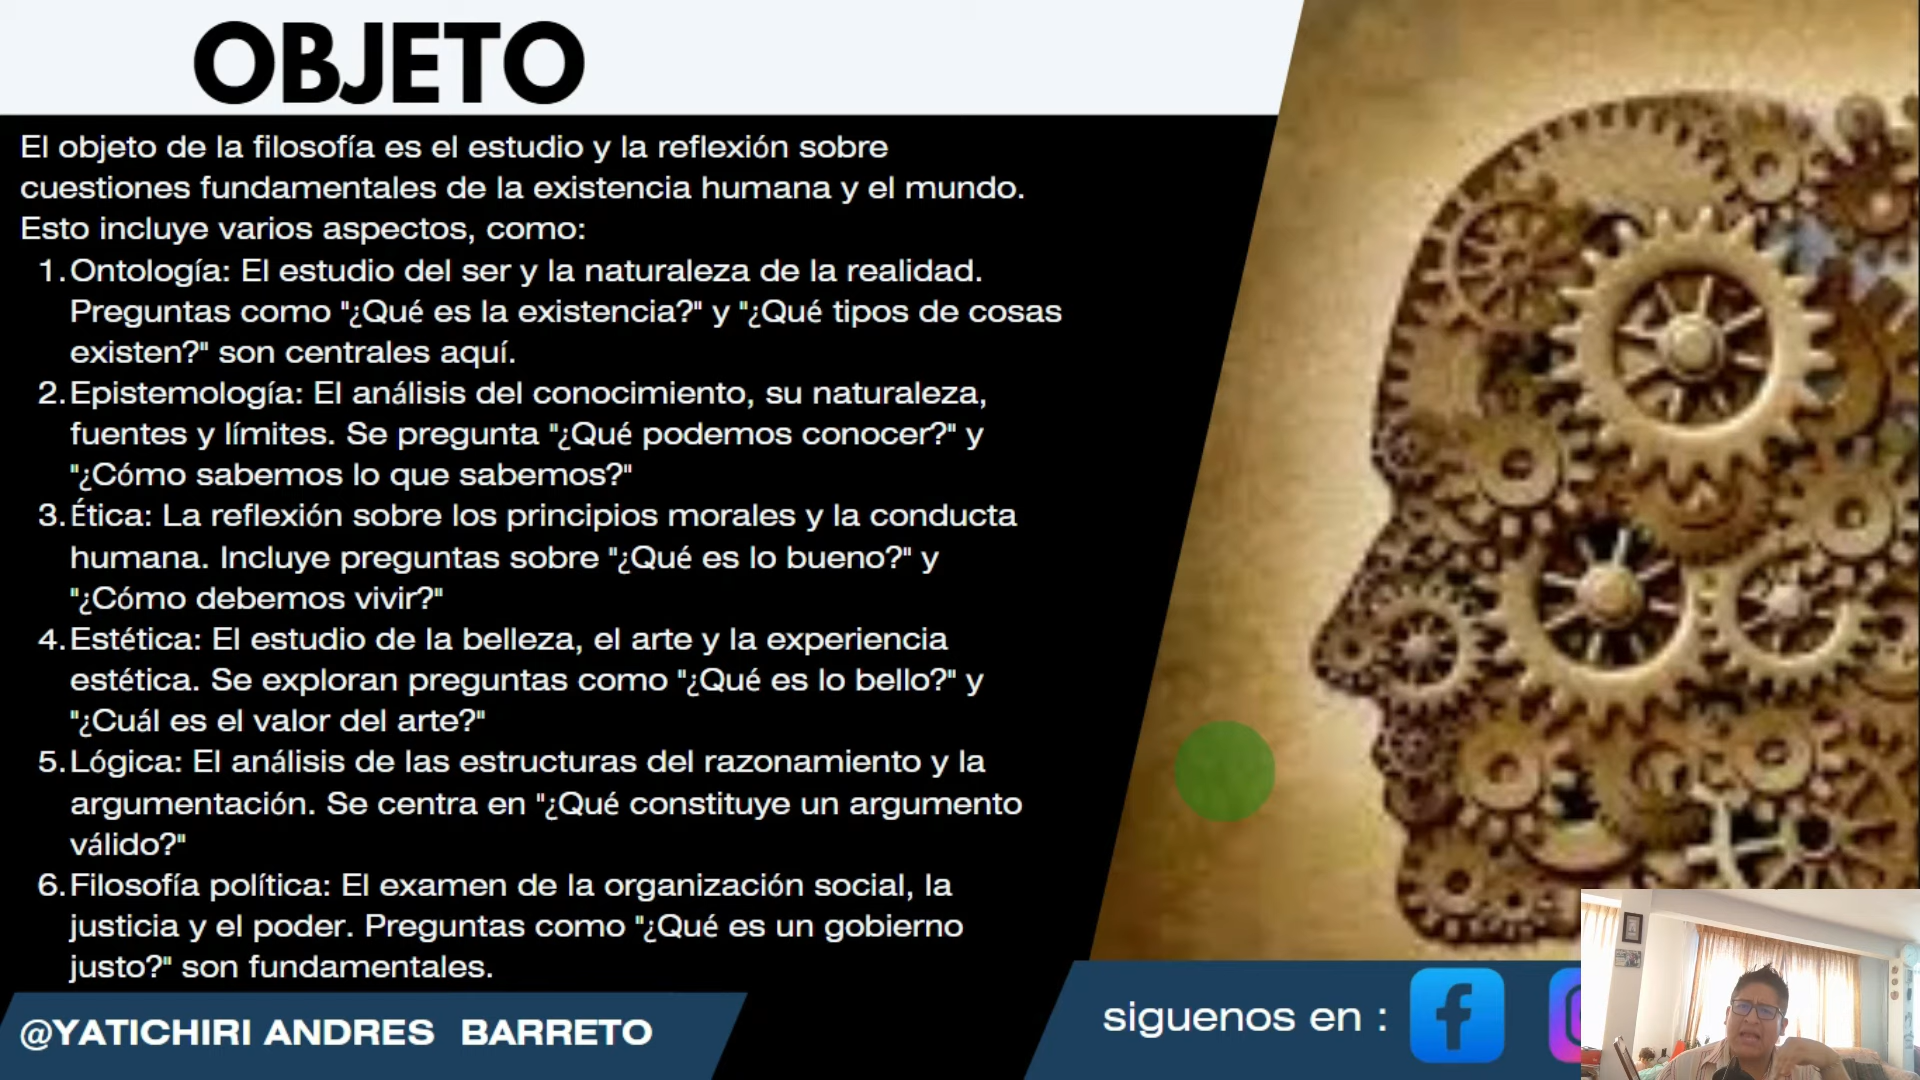 OBJETO
El objeto de la filosofía es el estudio y la reflexión sobre
cuestiones fundamentales de la existencia humana y el mundo.
Esto incluye varios aspectos, como:
1. Ontología: El estudio del ser y la naturaleza de la realidad.
Preguntas como "¿Qué es la existencia?" y "¿Qué tipos de cosas
existen?" son centrales aquí.
2. Epistemología: El análisis del conocimiento, su naturaleza,
fuentes y límites. Se pregunta "¿Qué podemos conocer?" y
"¿Cómo sabemos lo que sabemos?"
3. Ética: La reflexión sobre los principios morales y la conducta
humana. Incluye preguntas sobre "¿Qué es lo bueno?" y
"¿Cómo debemos vivir?"
4. Estética: El estudio de la belleza, el arte y la experiencia
estética. Se exploran preguntas como "¿Qué es lo bello?" y
"¿Cuál es el valor del arte?"
5. Lógica: El análisis de las estructuras del razonamiento y la
argumentación. Se centra en "¿Qué constituye un argumento
válido?"
6. Filosofía política: El examen de la organización social, la
justicia y el poder. Preguntas como "¿Qué es un gobierno
justo?" son fundamentales.
@YATICHIRI ANDRES BARRETO
siguenos en :